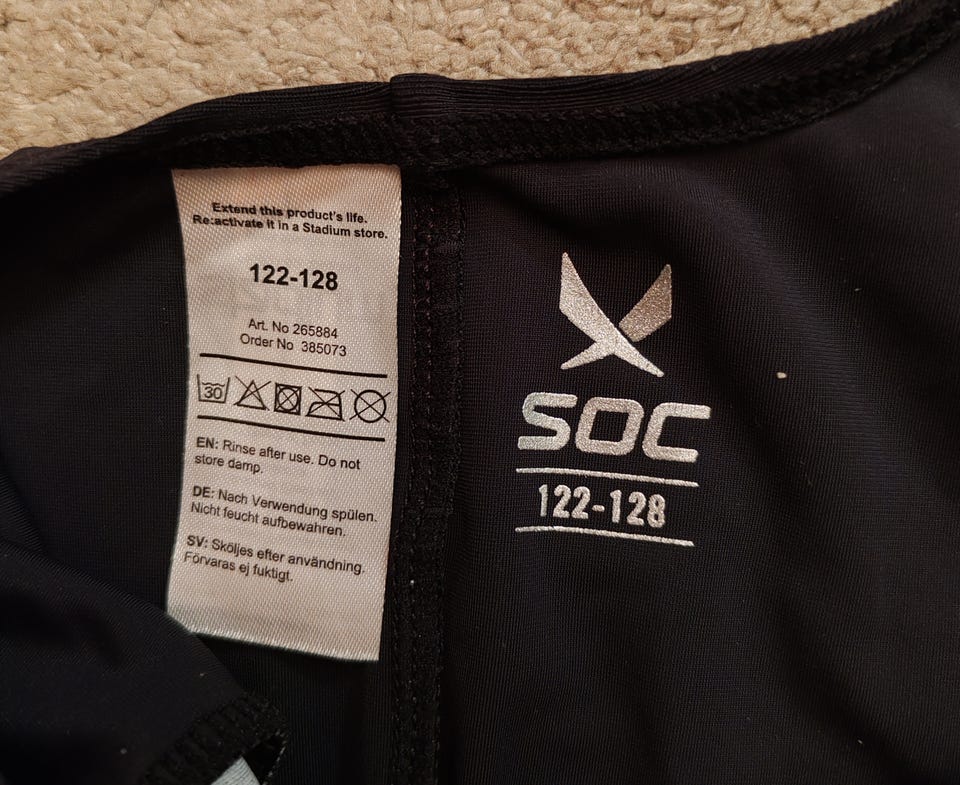 Extend this product's life.
Re:activate it in a Stadium store.
122-128
Art. No 265884
Order No 385073
30
EN: Rinse after use. Do not
store damp.
DE: Nach Verwendung spülen.
Nicht feucht aufbewahren.
SV: Sköljes efter användning.
Förvaras ej fuktigt.
SOC
122-128